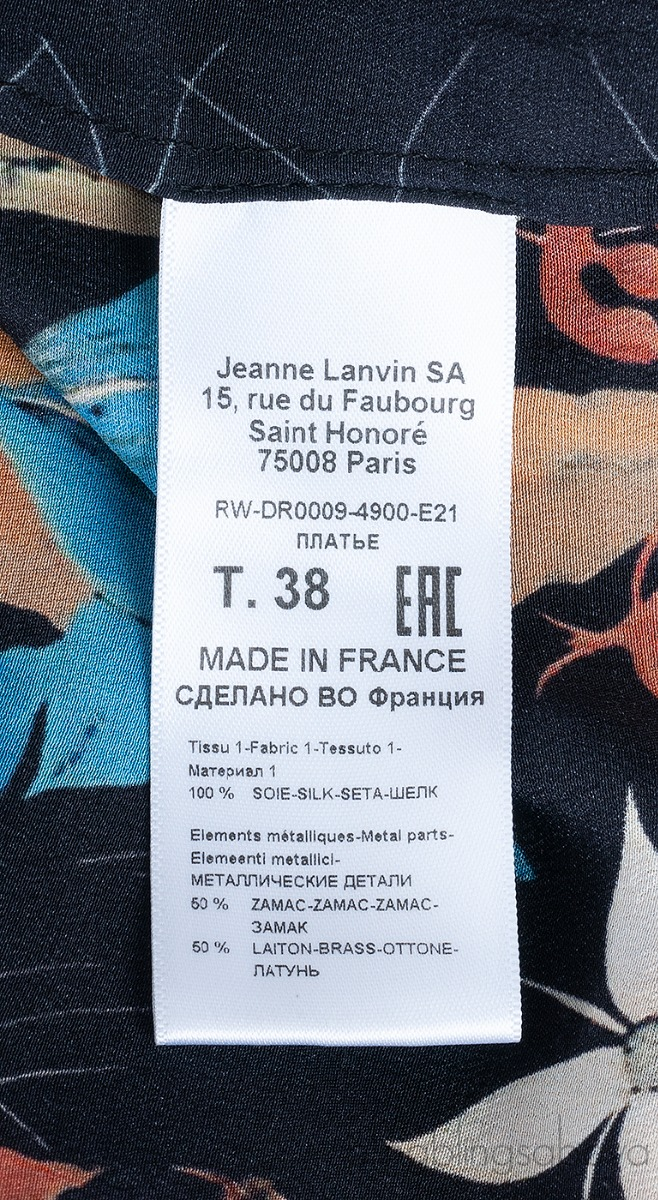 Jeanne Lanvin SA
15, rue du Faubourg
Saint Honoré
75008 Paris
RW-DR0009-4900-E21
ПЛАТЬЕ
T. 38 EAC
MADE IN FRANCE
СДЕЛАНО ВО Франция
Tissu 1-Fabric 1-Tessuto 1-
Материал 1
100 % SOIE-SILK-SETA-ШЕЛК
Elements métalliques-Metal parts-
Elemeenti metallici-
МЕТАЛЛИЧЕСКИЕ ДЕТАЛИ
50 % ZAMAC-ZAMAC-ZAMAC-
ЗАМАК
50 % LAITON-BRASS-OTTONE-
ЛАТУНЬ